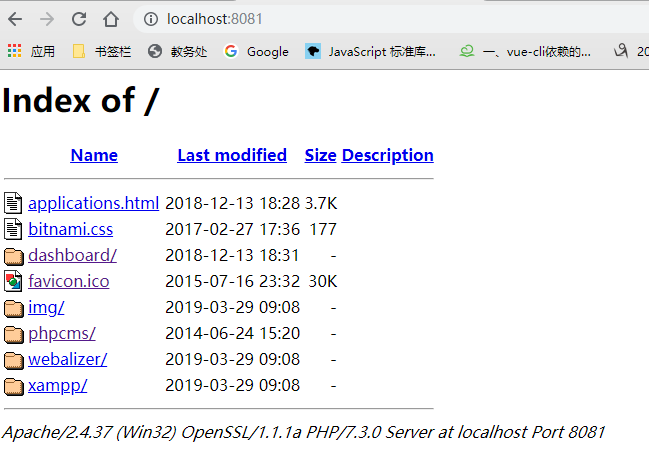 localhost:8081
应用 书签栏 教务处 Google JavaScript 标准库... 一、vue-cli依赖的... 20
Index of /
Name Last modified Size Description
applications.html 2018-12-13 18:28 3.7K
bitnami.css 2017-02-27 17:36 177
dashboard/ 2018-12-13 18:31 -
favicon.ico 2015-07-16 23:32 30K
img/ 2019-03-29 09:08 -
phpcms/ 2014-06-24 15:20 -
webalizer/ 2019-03-29 09:08 -
xampp/ 2019-03-29 09:08 -
Apache/2.4.37 (Win32) OpenSSL/1.1.1a PHP/7.3.0 Server at localhost Port 8081